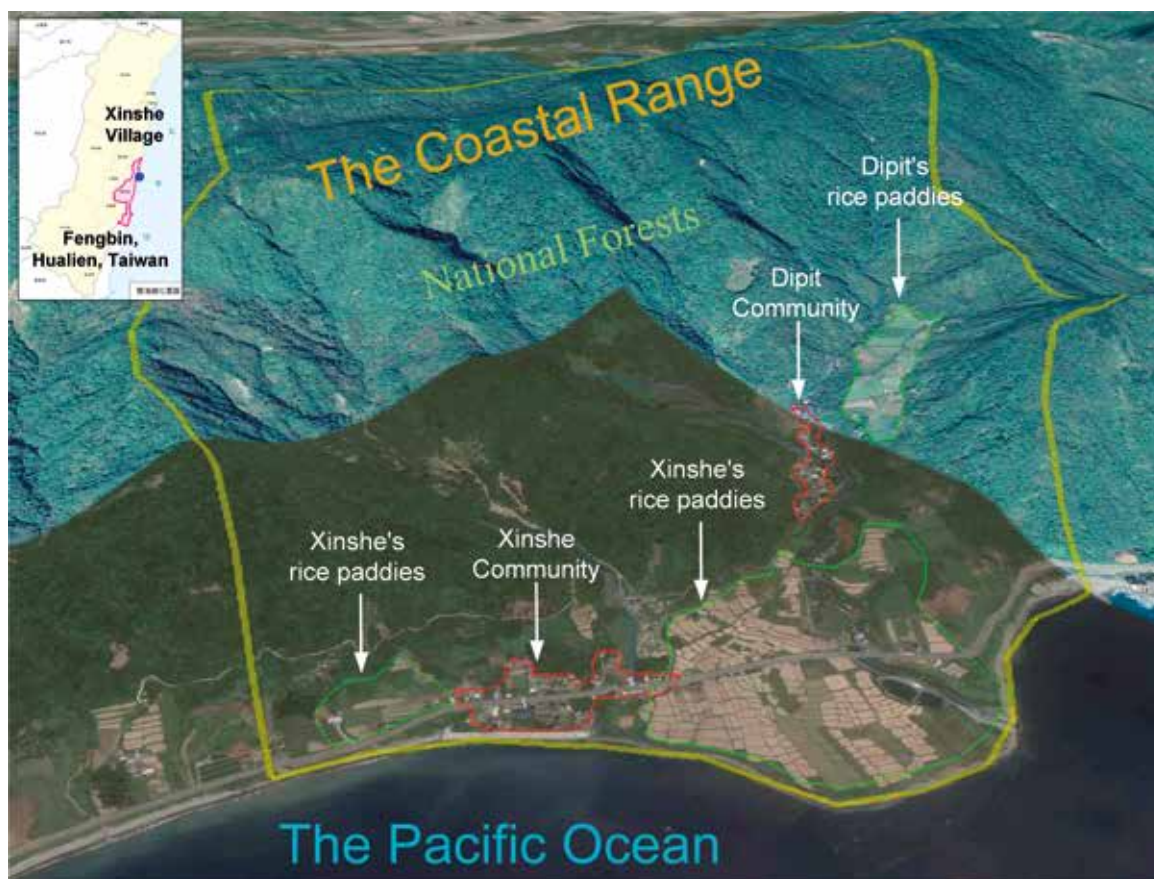 Xinshe
Village
Fengbin,
Hualien, Taiwan
The Coastal Range
National Forests
Dipit's
rice paddies
Dipit
Community
Xinshe's
rice paddies
Xinshe's
rice paddies
Xinshe
Community
The Pacific Ocean